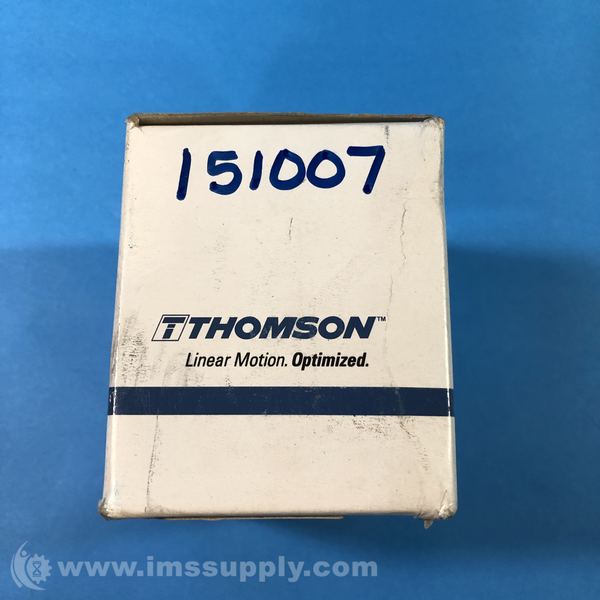 151007
THOMSON™
Linear Motion. Optimized.
www.imssupply.com